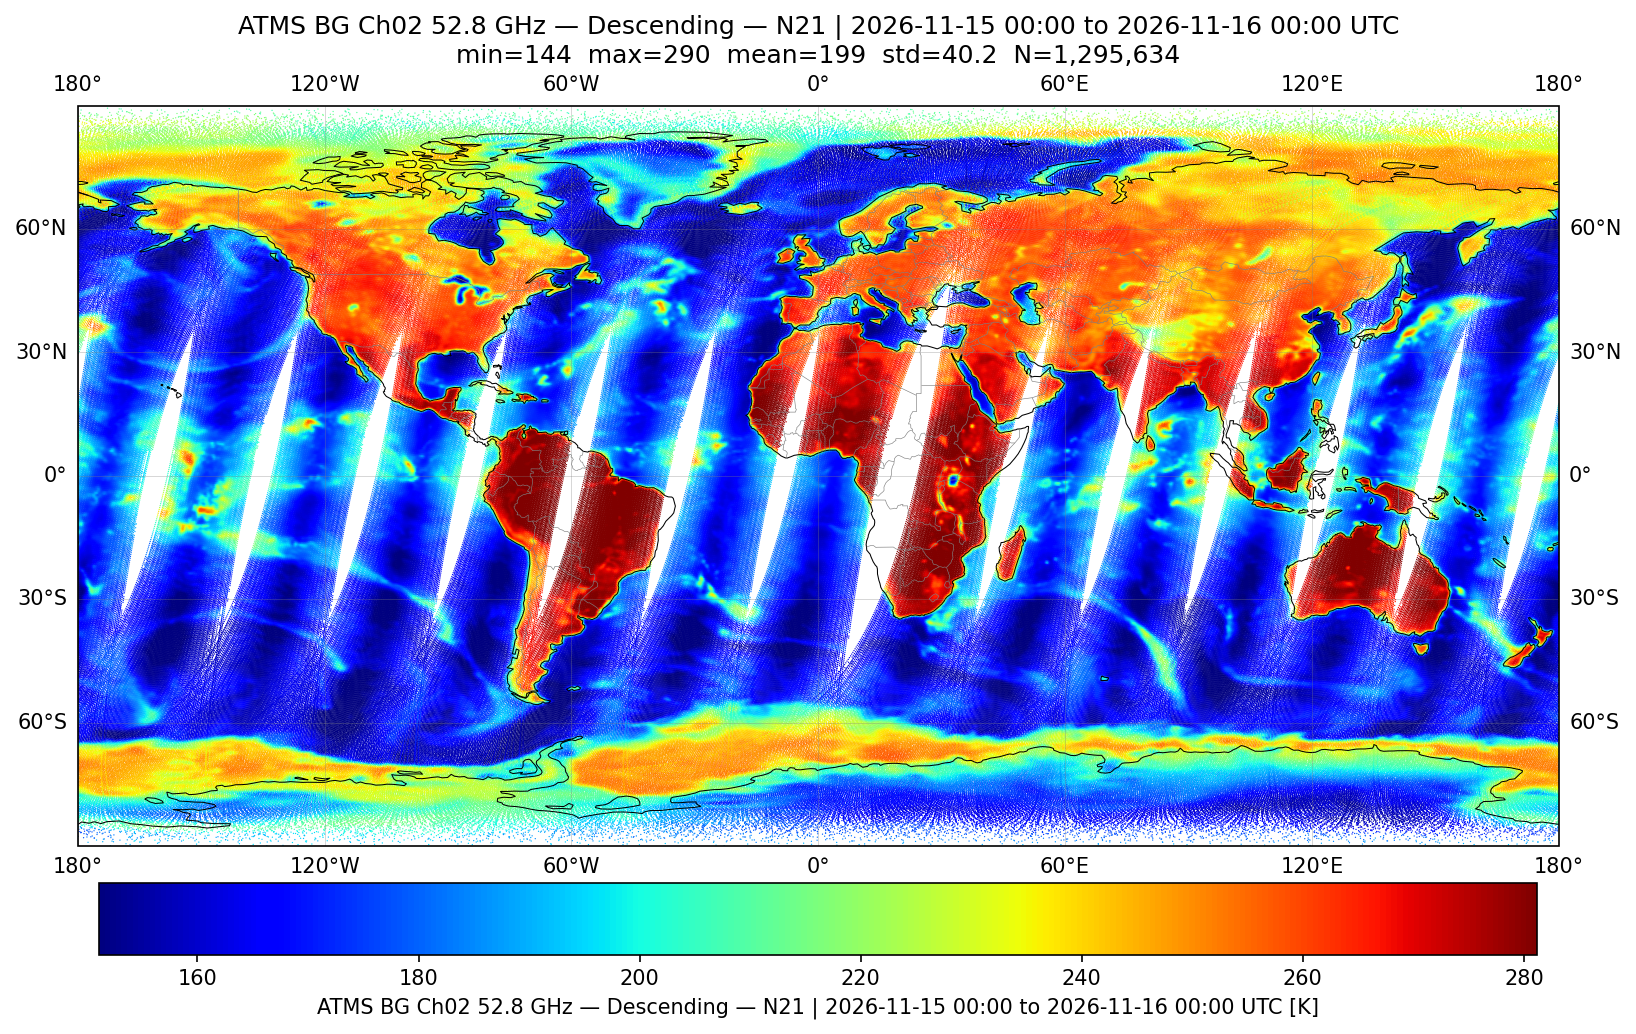 ATMS BG Ch02 52.8 GHz — Descending — N21 | 2026-11-15 00:00 to 2026-11-16 00:00 UTC
min=144 max=290 mean=199 std=40.2 N=1,295,634
180° 120°W 60°W 0° 60°E 120°E 180°
60°N 60°N
30°N 30°N
0° 0°
30°S 30°S
60°S 60°S
180° 120°W 60°W 0° 60°E 120°E 180°
160 180 200 220 240 260 280
ATMS BG Ch02 52.8 GHz — Descending — N21 | 2026-11-15 00:00 to 2026-11-16 00:00 UTC [K]